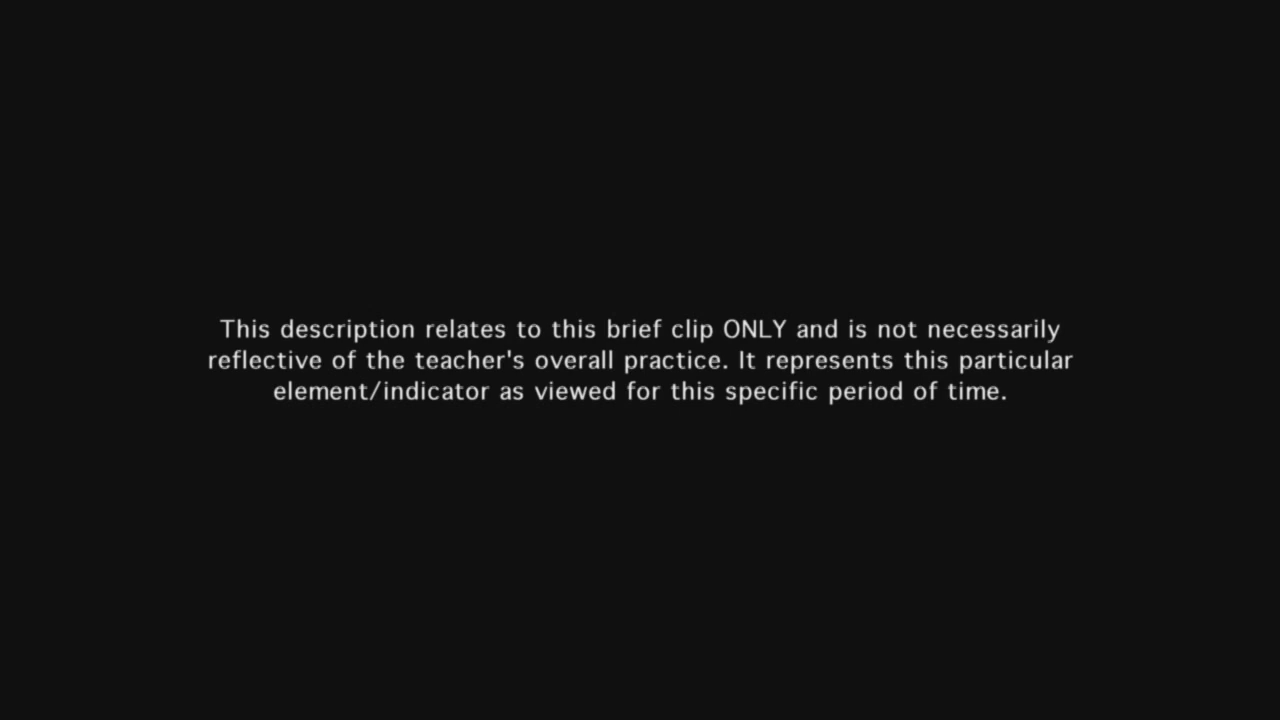 This description relates to this brief clip ONLY and is not necessarily
reflective of the teacher's overall practice. It represents this particular
element/indicator as viewed for this specific period of time.